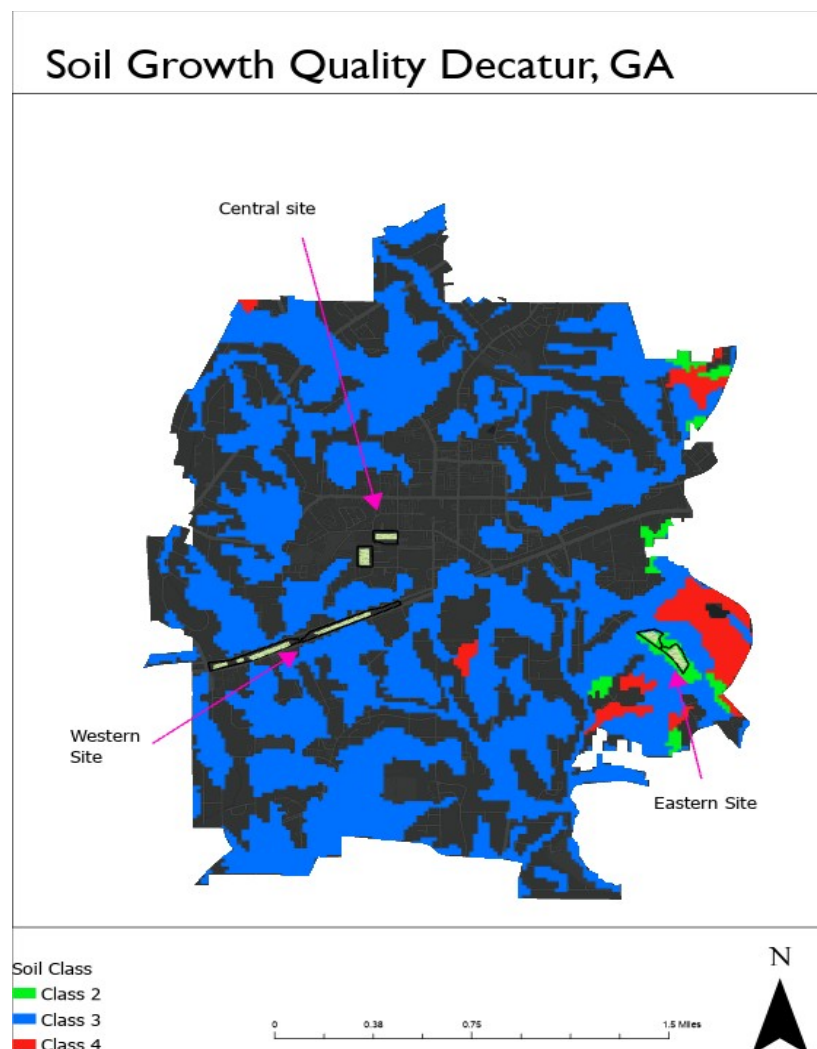 Soil Growth Quality Decatur, GA
Central site
Western
Site
Eastern Site
Soil Class
Class 2
Class 3
Class 4
0 0.38 0.75 1.5 Miles
N